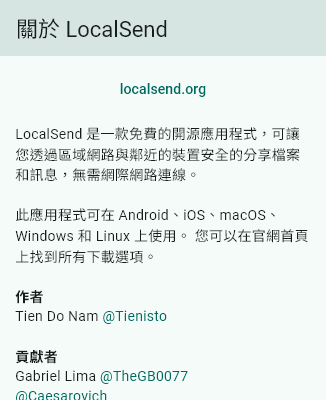 關於 LocalSend
localsend.org
LocalSend 是一款免費的開源應用程式，可讓
您透過區域網路與鄰近的裝置安全的分享檔案
和訊息，無需網際網路連線。
此應用程式可在 Android、iOS、macOS、
Windows 和 Linux 上使用。 您可以在官網首頁
上找到所有下載選項。
作者
Tien Do Nam @Tienisto
貢獻者
Gabriel Lima @TheGB0077
@Caesarovich